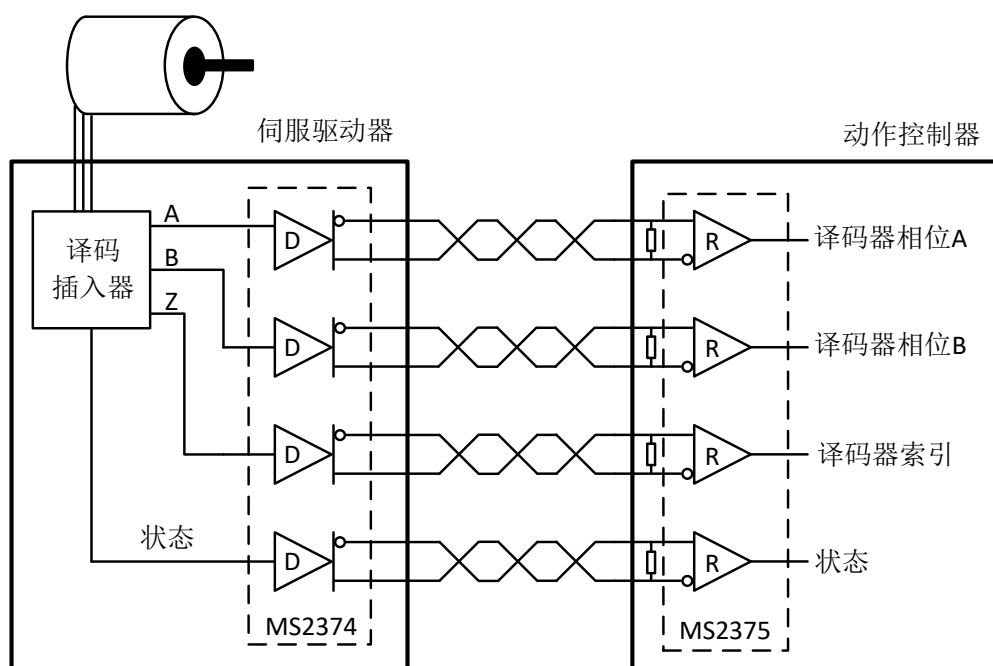 伺服驱动器
动作控制器
译码
插入器
A
B
Z
状态
D
D
D
D
MS2374
R
R
R
R
MS2375
译码器相位A
译码器相位B
译码器索引
状态